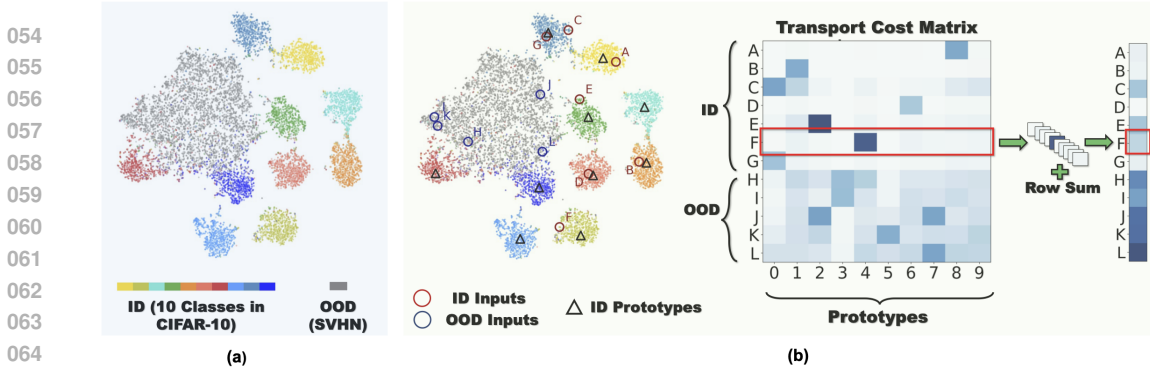 054
055
056
057
058
059
060
061
062
063
064
ID (10 Classes in
CIFAR-10)
OOD
(SVHN)
(a)
C
G
A
J
E
I
K
H
L
D
B
F
ID Inputs
OOD Inputs
ID Prototypes
Transport Cost Matrix
ID
OOD
A
B
C
D
E
F
G
H
I
J
K
L
0 1 2 3 4 5 6 7 8 9
Prototypes
F
Row Sum
A
B
C
D
E
F
G
H
I
J
K
L
(b)